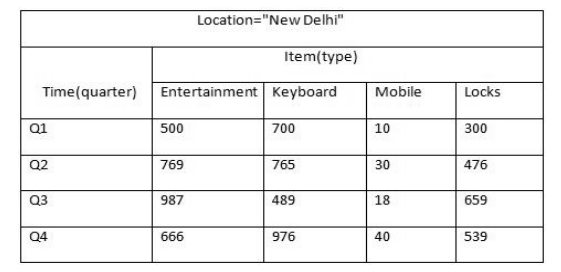 Location="New Delhi"
Item(type)
Time(quarter) Entertainment Keyboard Mobile Locks
Q1 500 700 10 300
Q2 769 765 30 476
Q3 987 489 18 659
Q4 666 976 40 539